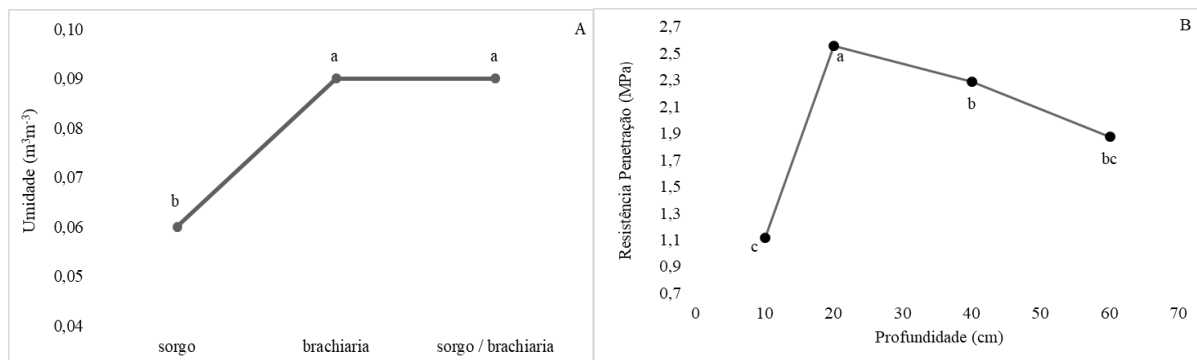 A
0,10
0,09
0,08
0,07
0,06
0,05
0,04
Umidade (m³m⁻³)
b
a
a
sorgo
brachiaria
sorgo / brachiaria
B
2,7
2,5
2,3
2,1
1,9
1,7
1,5
1,3
1,1
0,9
0,7
Resistência Penetração (MPa)
c
a
b
bc
0 10 20 30 40 50 60 70
Profundidade (cm)